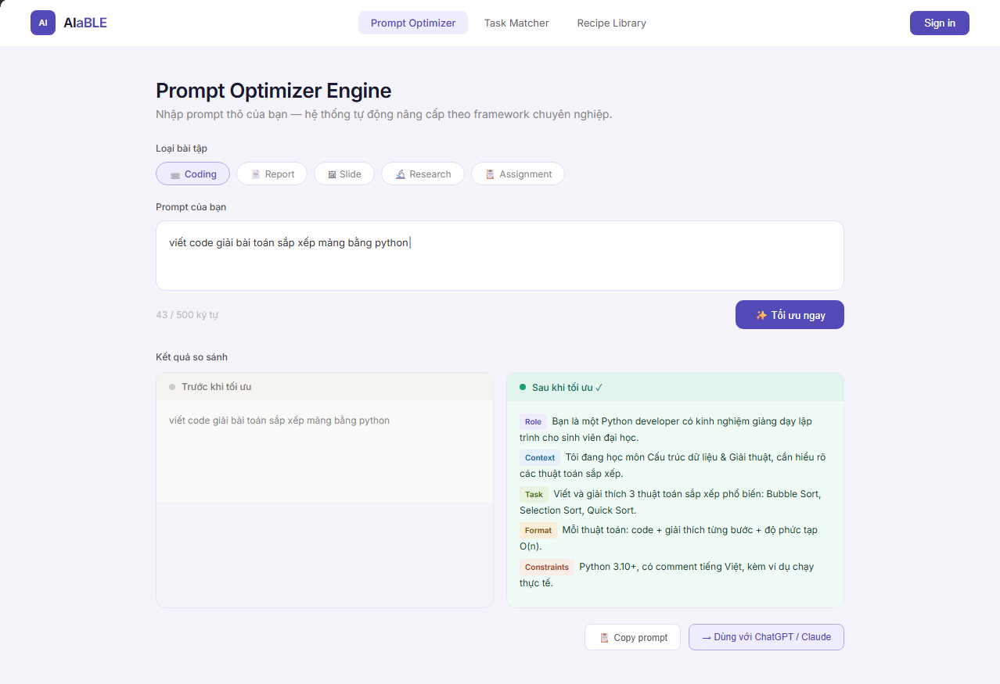 AI AIaBLE Prompt Optimizer Task Matcher Recipe Library Sign in
Prompt Optimizer Engine
Nhập prompt thô của bạn — hệ thống tự động nâng cấp theo framework chuyên nghiệp.
Loại bài tập
Coding Report Slide Research Assignment
Prompt của bạn
viết code giải bài toán sắp xếp mảng bằng python
43 / 500 ký tự
✨ Tối ưu ngay
Kết quả so sánh
Trước khi tối ưu
viết code giải bài toán sắp xếp mảng bằng python
Sau khi tối ưu ✓
Role Bạn là một Python developer có kinh nghiệm giảng dạy lập
trình cho sinh viên đại học.
Context Tôi đang học môn Cấu trúc dữ liệu & Giải thuật, cần hiểu rõ
các thuật toán sắp xếp.
Task Viết và giải thích 3 thuật toán sắp xếp phổ biến: Bubble Sort,
Selection Sort, Quick Sort.
Format Mỗi thuật toán: code + giải thích từng bước + độ phức tạp
O(n).
Constraints Python 3.10+, có comment tiếng Việt, kèm ví dụ chạy
thực tế.
Copy prompt
→ Dùng với ChatGPT / Claude